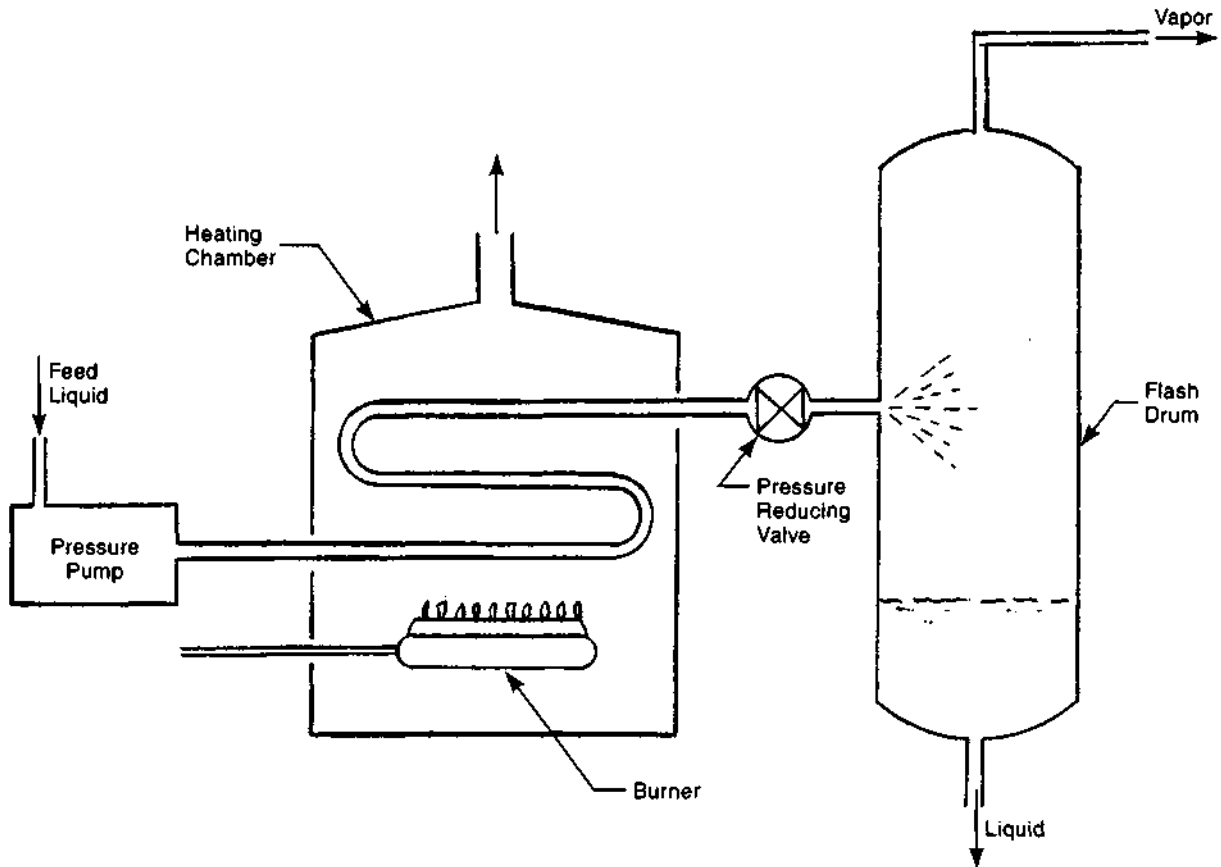 Vapor
Heating
Chamber
Feed
Liquid
Flash
Drum
Pressure
Reducing
Valve
Pressure
Pump
Burner
Liquid